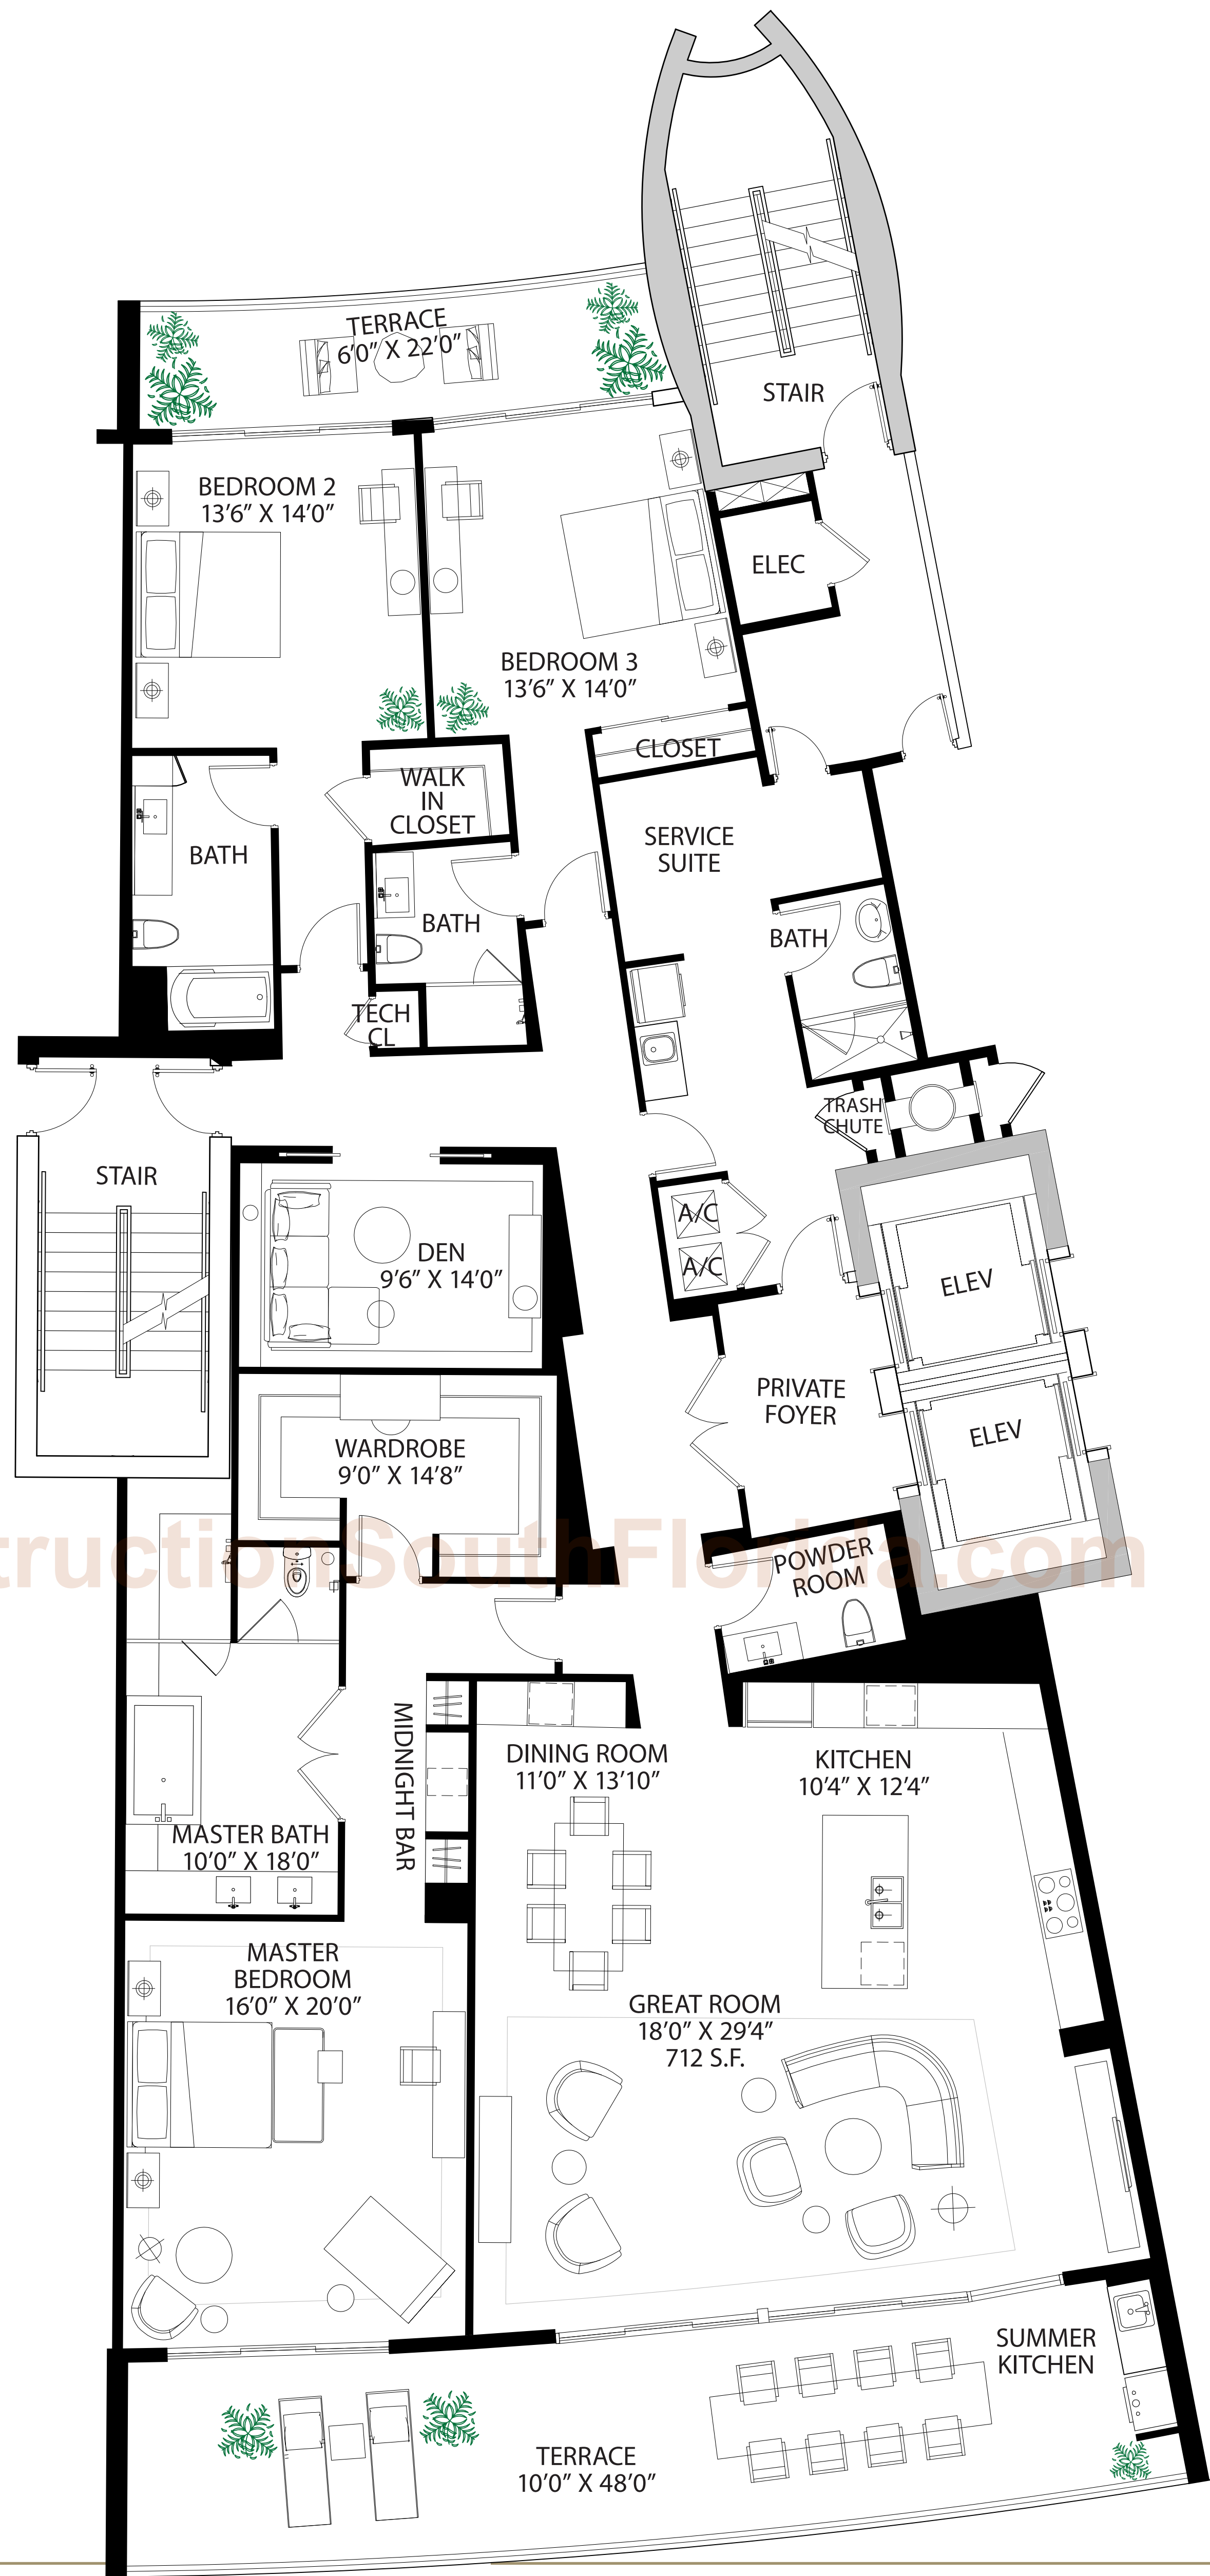 TERRACE
6'0" X 22'0"
STAIR
BEDROOM 2
13'6" X 14'0"
ELEC
BEDROOM 3
13'6" X 14'0"
CLOSET
WALK
IN
CLOSET
SERVICE
SUITE
BATH
BATH
BATH
TECH
CL
TRASH
CHUTE
STAIR
A/C
A/C
DEN
9'6" X 14'0"
ELEV
PRIVATE
FOYER
ELEV
WARDROBE
9'0" X 14'8"
tructionSouthFlorida.com
POWDER
ROOM
MIDNIGHT BAR
DINING ROOM
11'0" X 13'10"
KITCHEN
10'4" X 12'4"
MASTER BATH
10'0" X 18'0"
MASTER
BEDROOM
16'0" X 20'0"
GREAT ROOM
18'0" X 29'4"
712 S.F.
SUMMER
KITCHEN
TERRACE
10'0" X 48'0"